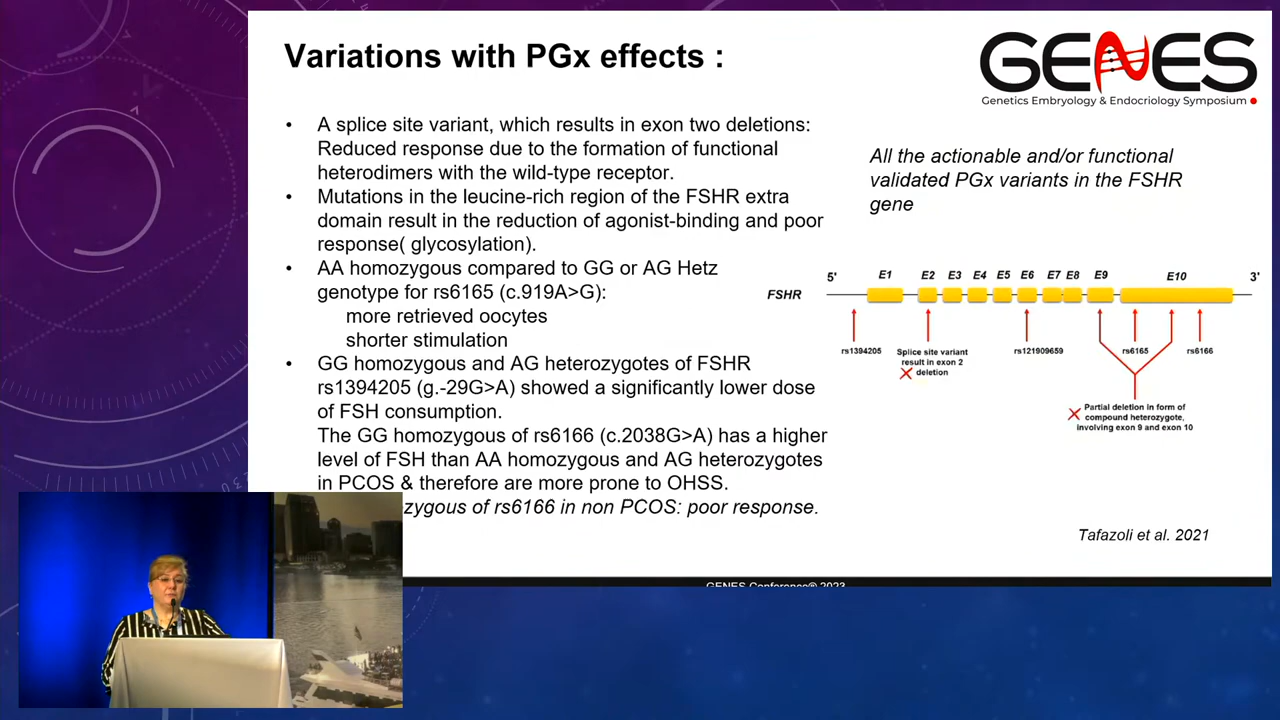 Variations with PGx effects :
GENES
Genetics Embryology & Endocriology Symposium
• A splice site variant, which results in exon two deletions:
Reduced response due to the formation of functional
heterodimers with the wild-type receptor.
• Mutations in the leucine-rich region of the FSHR extra
domain result in the reduction of agonist-binding and poor
response( glycosylation).
• AA homozygous compared to GG or AG Hetz
genotype for rs6165 (c.919A>G):
more retrieved oocytes
shorter stimulation
• GG homozygous and AG heterozygotes of FSHR
rs1394205 (g.-29G>A) showed a significantly lower dose
of FSH consumption.
The GG homozygous of rs6166 (c.2038G>A) has a higher
level of FSH than AA homozygous and AG heterozygotes
in PCOS & therefore are more prone to OHSS.
zygous of rs6166 in non PCOS: poor response.
All the actionable and/or functional
validated PGx variants in the FSHR
gene
5' E1 E2 E3 E4 E5 E6 E7 E8 E9 E10 3'
FSHR
rs1394205
Splice site variant
result in exon 2
deletion
rs121909659
rs6165
rs6166
Partial deletion in form of
compound heterozygote,
involving exon 9 and exon 10
Tafazoli et al. 2021
GENES Conference® 2023